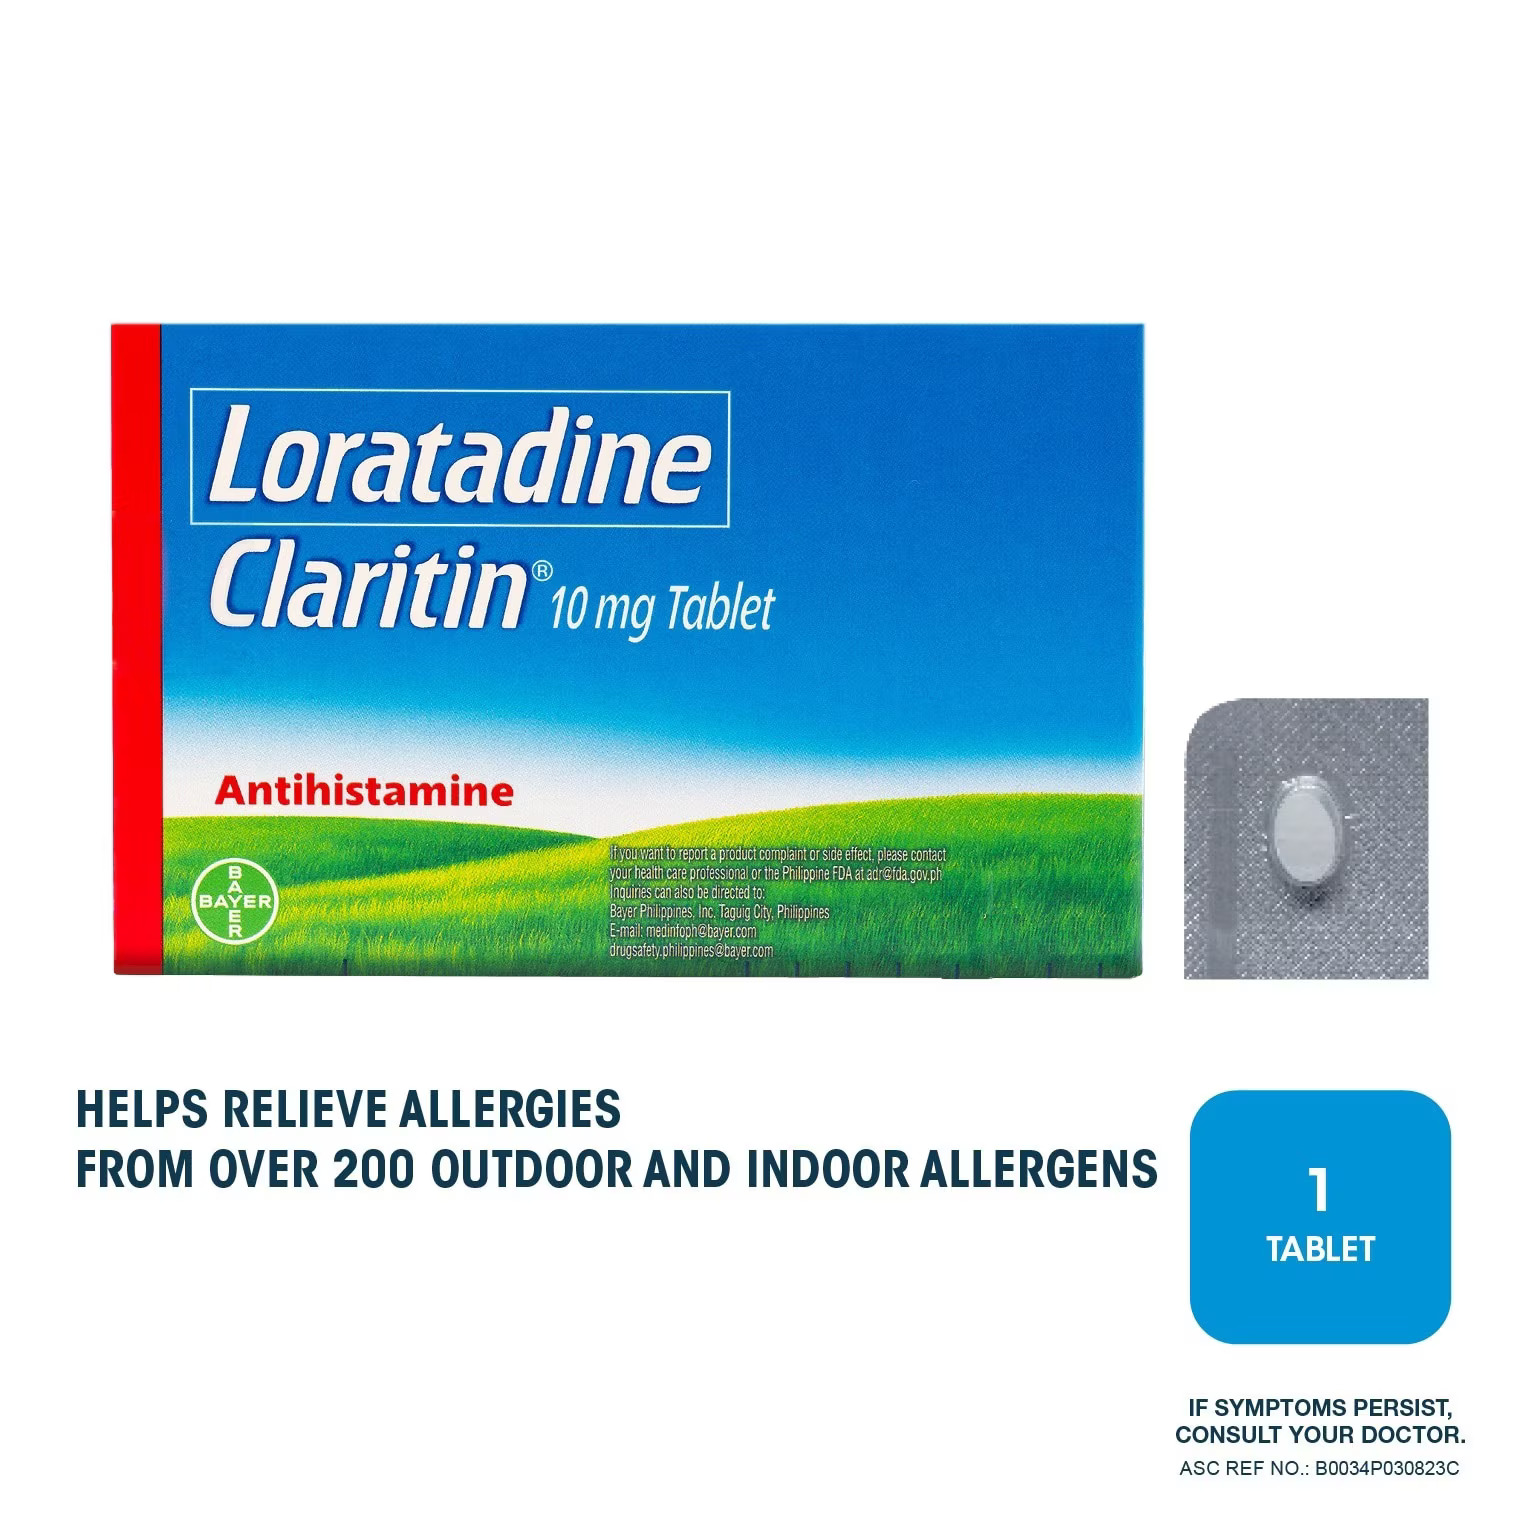 Loratadine
Claritin® 10 mg Tablet
Antihistamine
BAYER
BAYER
If you want to report a product complaint or side effect, please contact
your health care professional or the Philippine FDA at adr@fda.gov.ph
Inquiries can also be directed to:
Bayer Philippines, Inc, Taguig City, Philippines
E-mail: medinfoph@bayer.com
drugsafety.philippines@bayer.com
HELPS RELIEVE ALLERGIES
FROM OVER 200 OUTDOOR AND INDOOR ALLERGENS
1
TABLET
IF SYMPTOMS PERSIST,
CONSULT YOUR DOCTOR.
ASC REF NO.: B0034P030823C